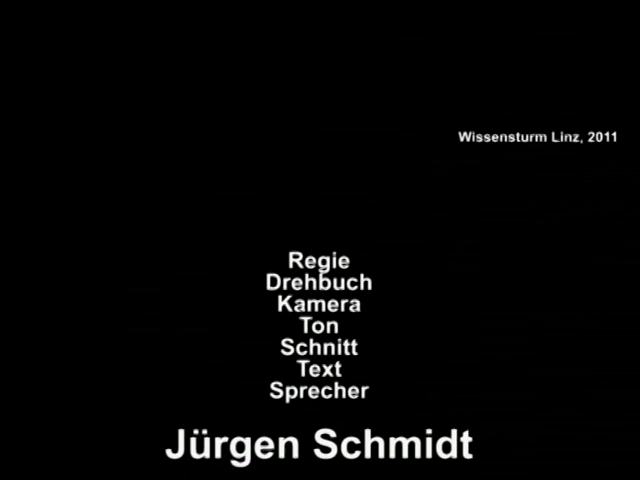 Wissensturm Linz, 2011
Regie
Drehbuch
Kamera
Ton
Schnitt
Text
Sprecher
Jürgen Schmidt